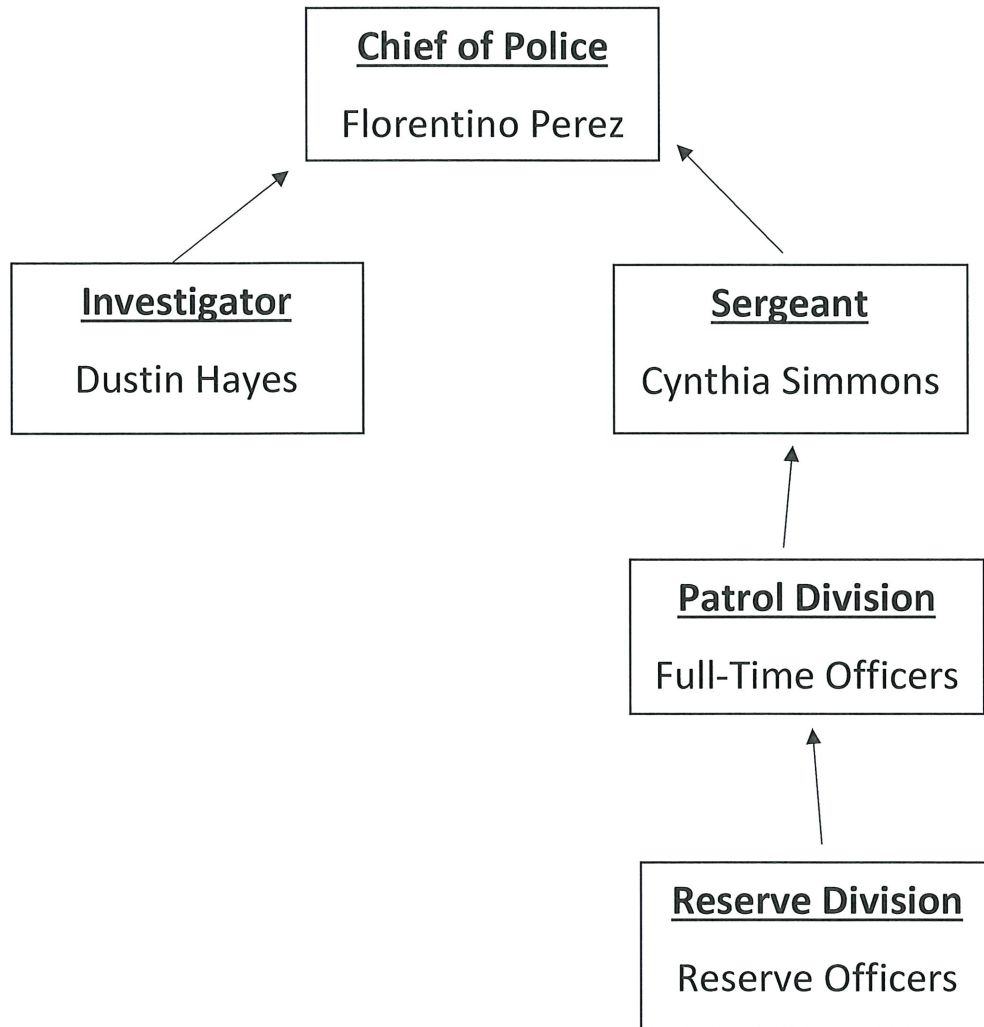 Chief of Police
Florentino Perez
Investigator
Dustin Hayes
Sergeant
Cynthia Simmons
Patrol Division
Full-Time Officers
Reserve Division
Reserve Officers